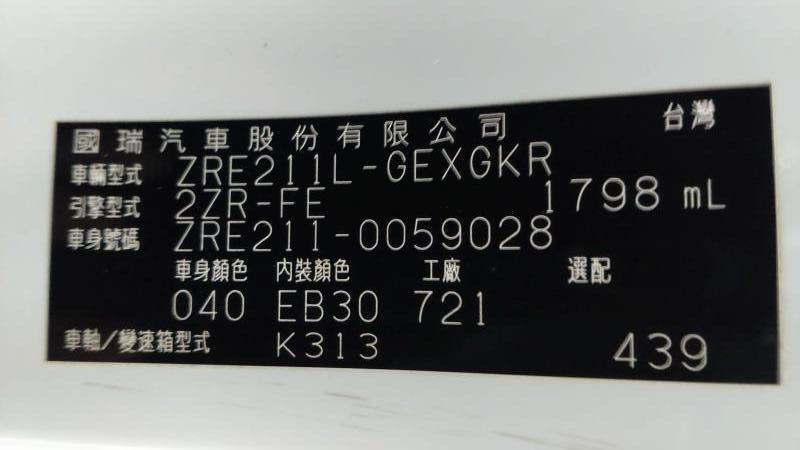 國瑞汽車股份有限公司 台灣
車輛型式 ZRE211L-GEXGKR
引擎型式 2ZR-FE 1798 mL
車身號碼 ZRE211-0059028
車身顏色 內裝顏色 工廠 選配
040 EB30 721
車軸/變速箱型式 K313 439